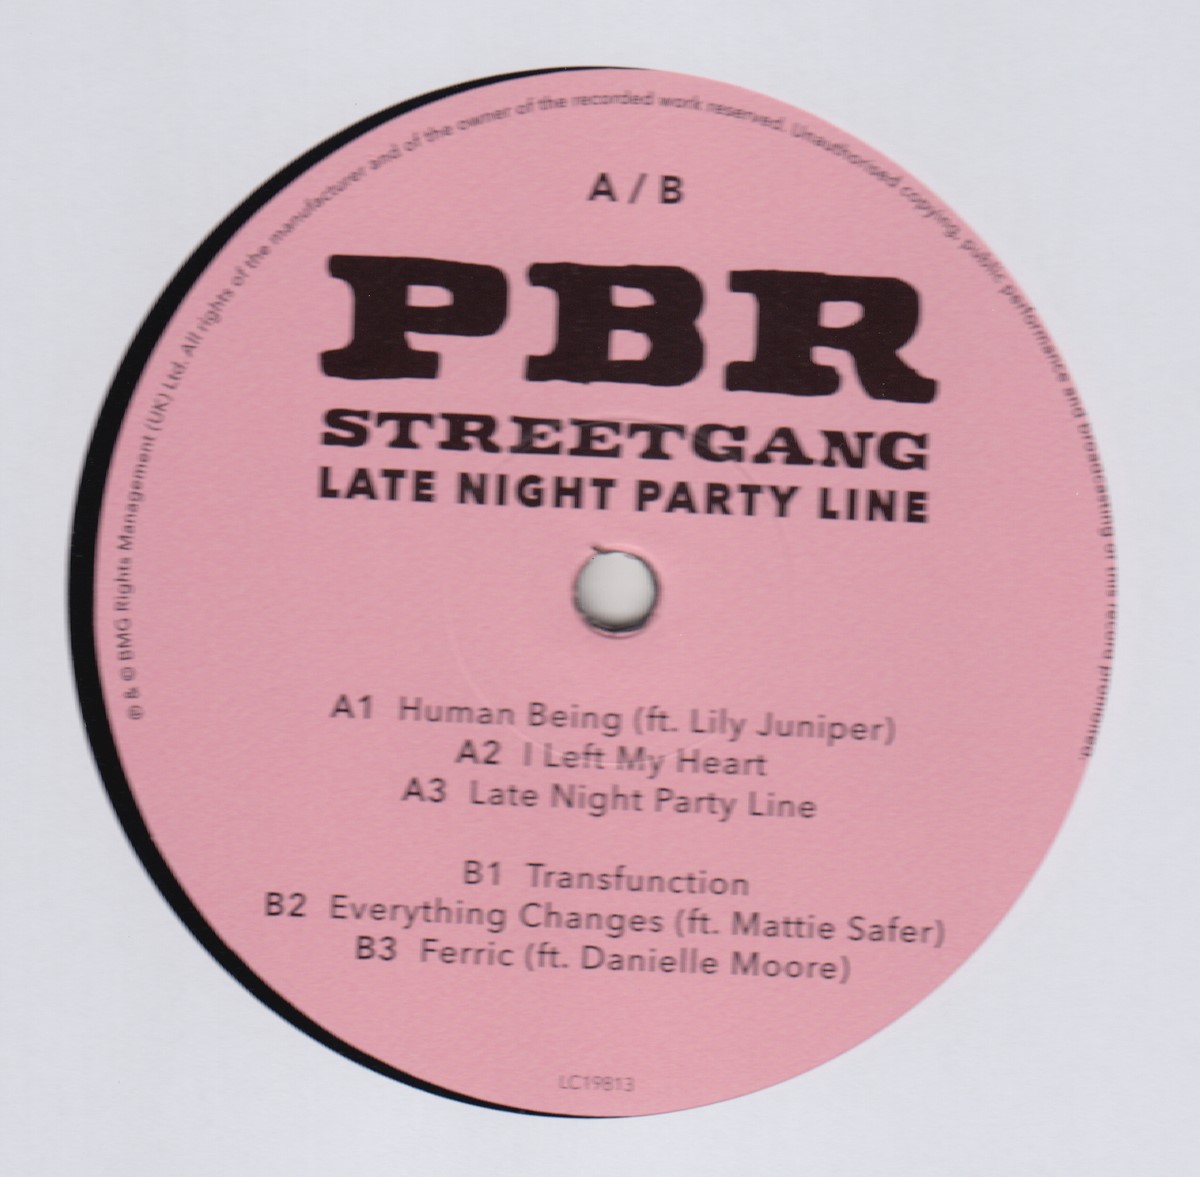 ℗ & © BMG Rights Management (UK) Ltd. All rights of the manufacturer and of the owner of the recorded work reserved. Unauthorised copying, public performance and broadcasting of this record prohibited.
A / B
PBR
STREETGANG
LATE NIGHT PARTY LINE
A1 Human Being (ft. Lily Juniper)
A2 I Left My Heart
A3 Late Night Party Line
B1 Transfunction
B2 Everything Changes (ft. Mattie Safer)
B3 Ferric (ft. Danielle Moore)
LC19813